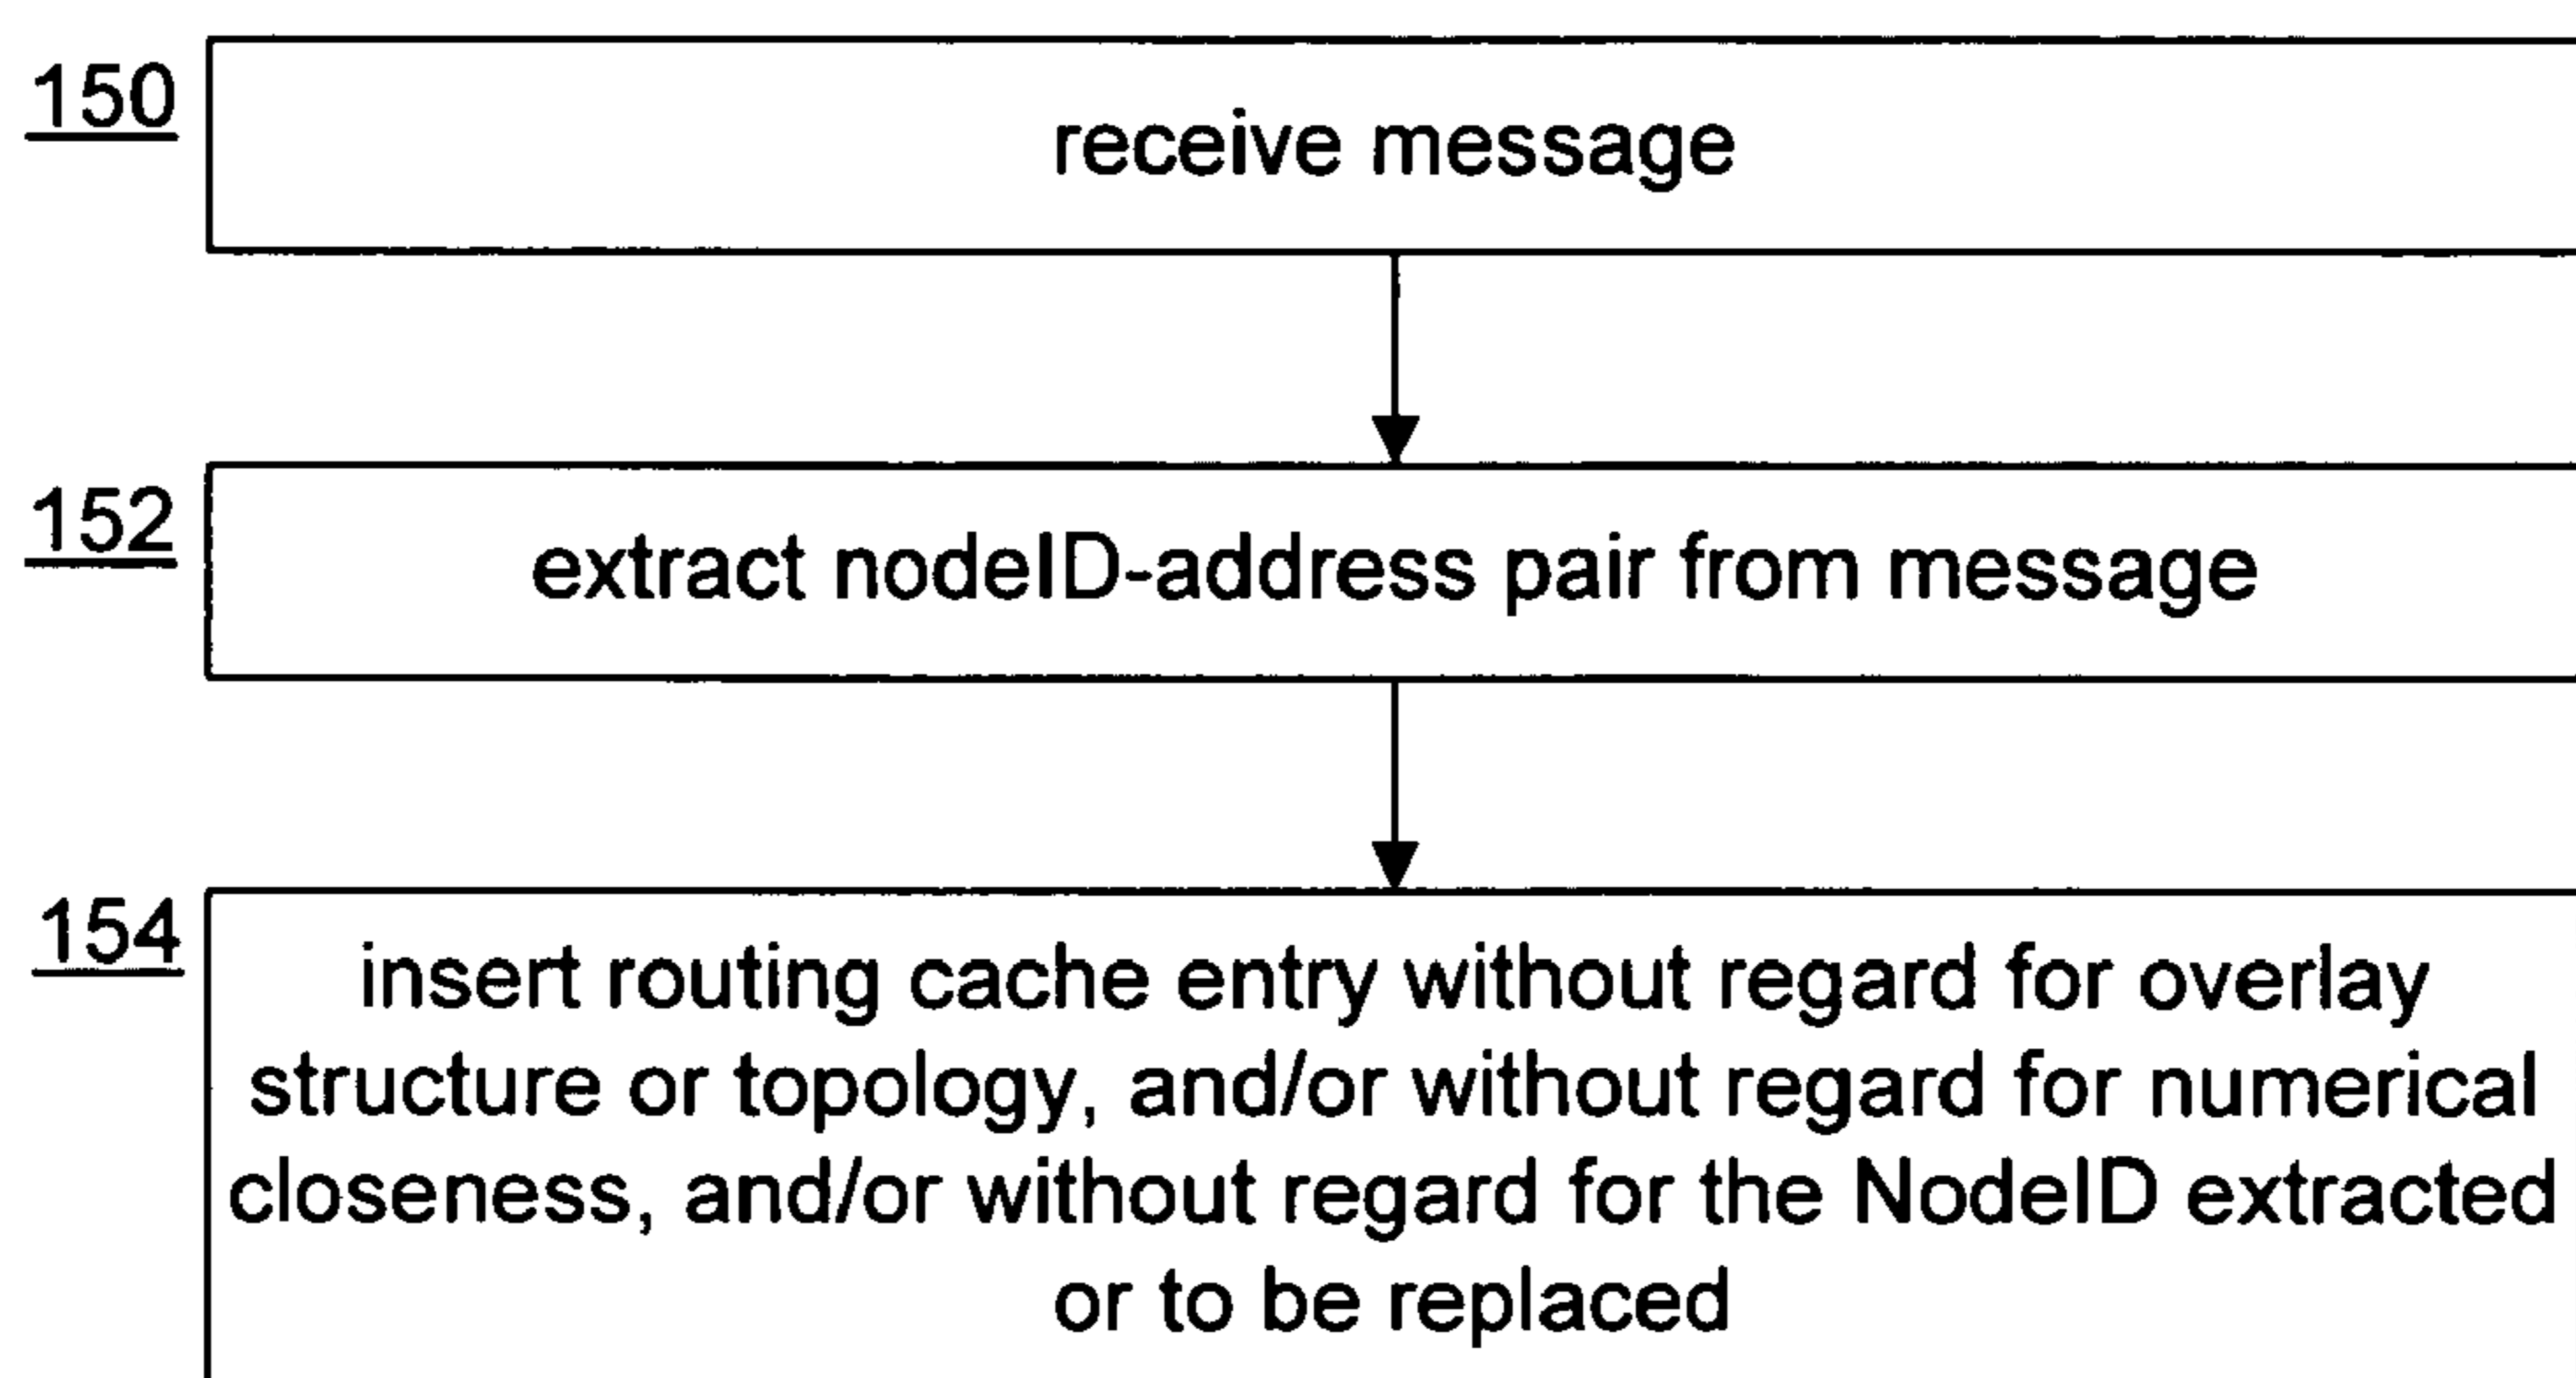 150
receive message
152
extract nodeID-address pair from message
154
insert routing cache entry without regard for overlay
structure or topology, and/or without regard for numerical
closeness, and/or without regard for the NodeID extracted
or to be replaced